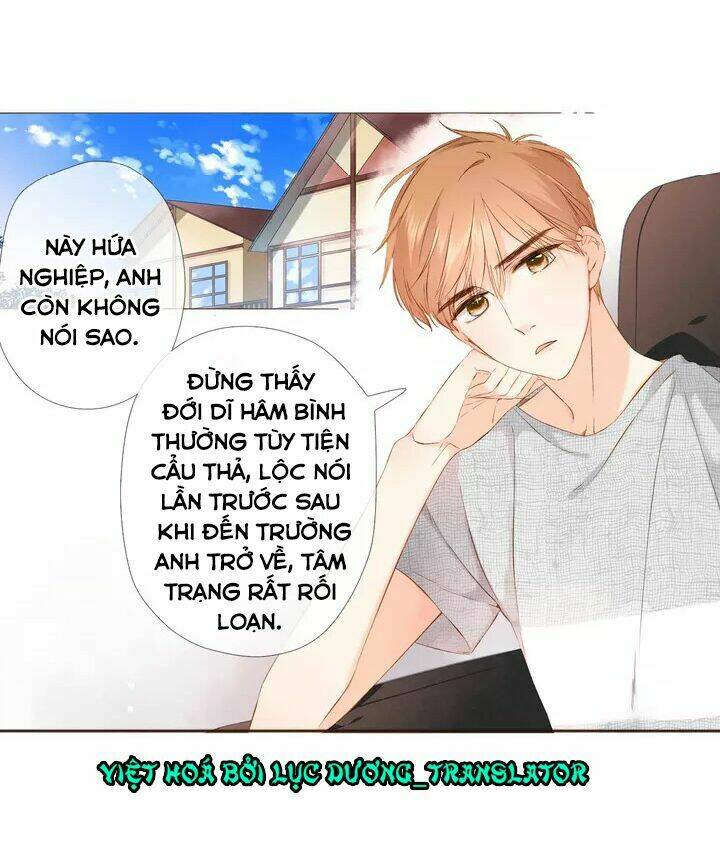 NÀY HỨA
NGHIỆP, ANH
CÒN KHÔNG
NÓI SAO.
ĐỪNG THẤY
ĐỚI DĨ HÂM BÌNH
THƯỜNG TÙY TIỆN
CẨU THẢ, LỘC NÓI
LẦN TRƯỚC SAU
KHI ĐẾN TRƯỜNG
ANH TRỞ VỀ, TÂM
TRẠNG RẤT RỐI
LOẠN.
VIỆT HOÁ BỞI LỤC DƯƠNG_TRANSLATOR